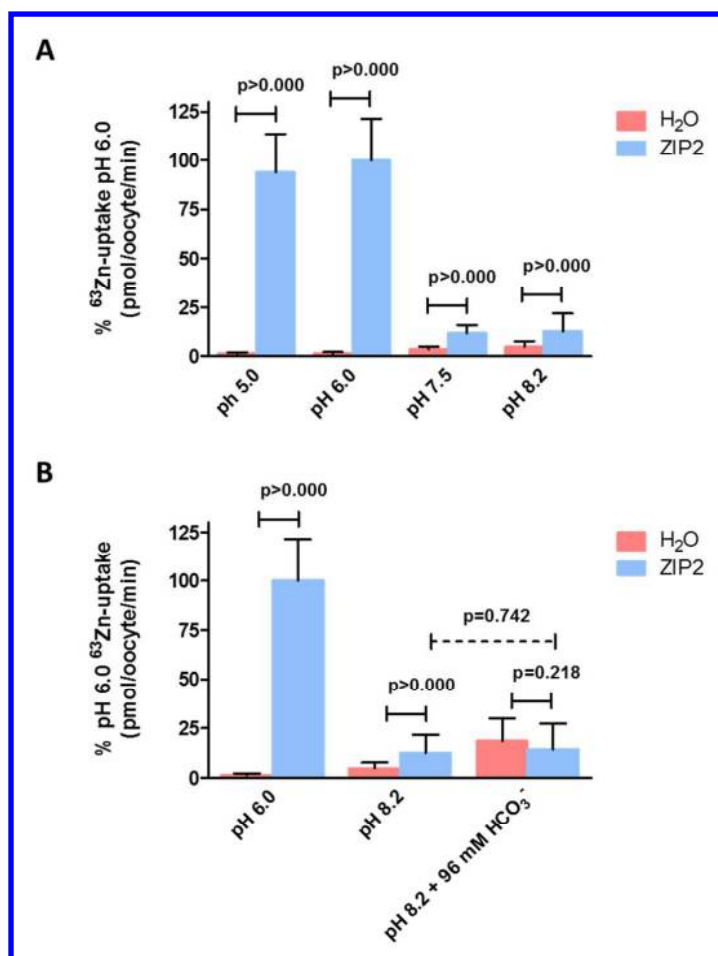 A
p>0.000
p>0.000
p>0.000
p>0.000
% ⁶³Zn-uptake pH 6.0
(pmol/oocyte/min)
125
100
75
50
25
0
ph 5.0
pH 6.0
pH 7.5
pH 8.2
H₂O
ZIP2
B
p>0.000
p>0.000
p=0.742
p=0.218
% pH 6.0 ⁶³Zn-uptake
(pmol/oocyte/min)
125
100
75
50
25
0
pH 6.0
pH 8.2
pH 8.2 + 96 mM HCO₃⁻
H₂O
ZIP2